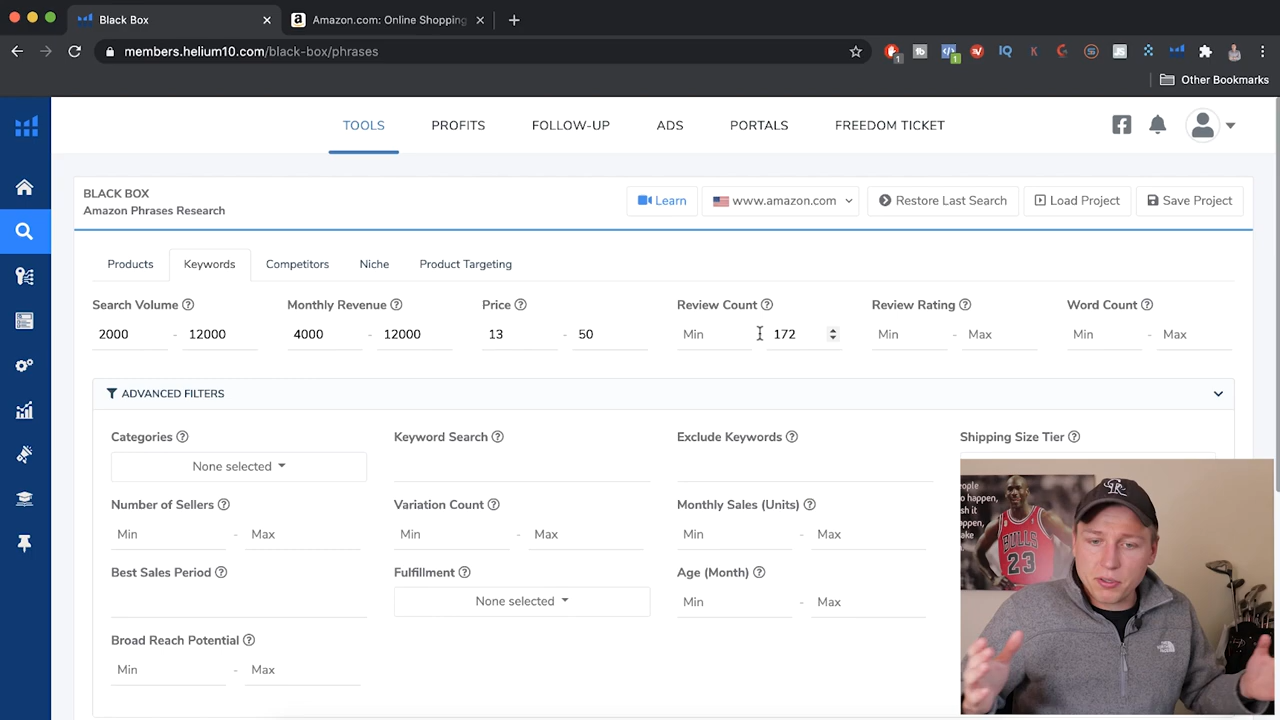 Black Box
Amazon.com: Online Shopping
members.helium10.com/black-box/phrases
Other Bookmarks
TOOLS PROFITS FOLLOW-UP ADS PORTALS FREEDOM TICKET
BLACK BOX
Amazon Phrases Research
Learn www.amazon.com Restore Last Search Load Project Save Project
Products Keywords Competitors Niche Product Targeting
Search Volume Monthly Revenue Price Review Count Review Rating Word Count
2000 - 12000 4000 - 12000 13 - 50 Min 172 Min - Max Min - Max
ADVANCED FILTERS
Categories Keyword Search Exclude Keywords Shipping Size Tier
None selected
Number of Sellers Variation Count Monthly Sales (Units)
Min - Max Min - Max Min - Max
Best Sales Period Fulfillment Age (Month)
None selected Min - Max
Broad Reach Potential
Min - Max
BULLS
23